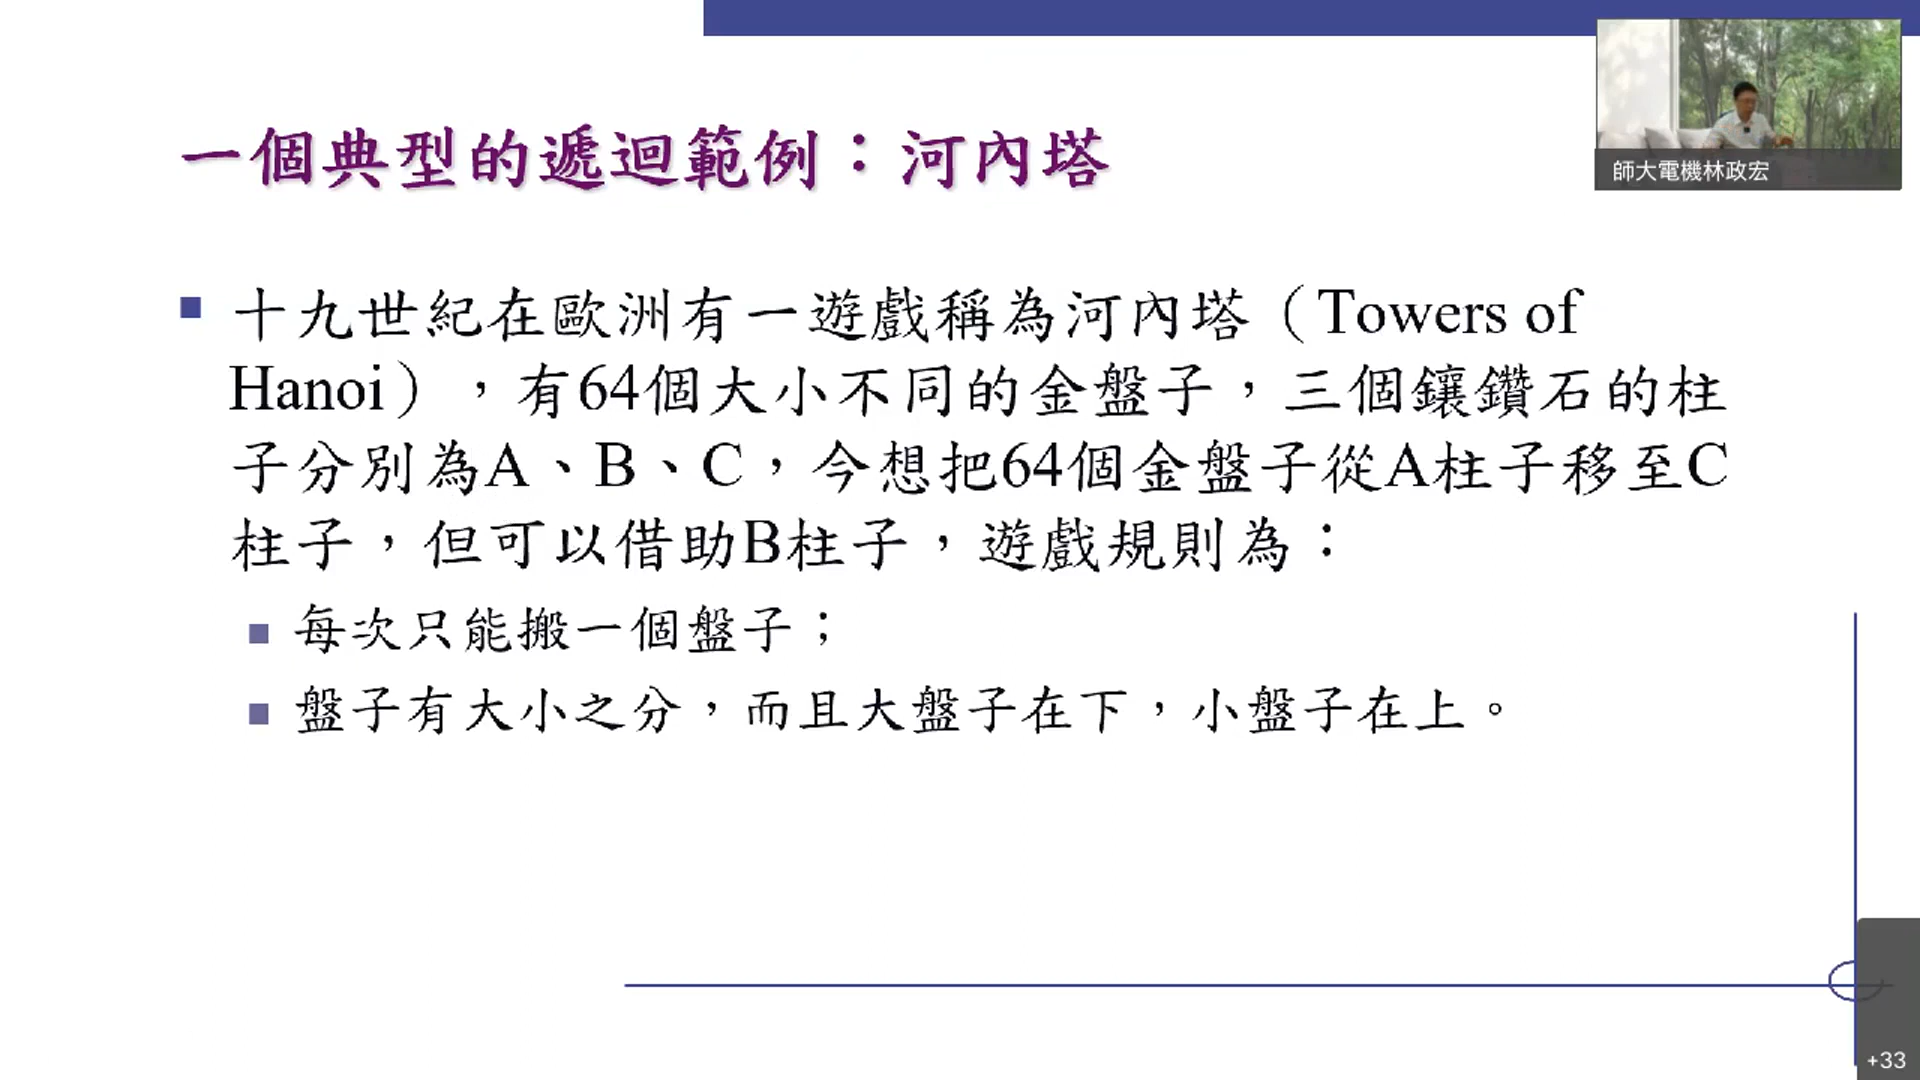 師大電機林政宏
一個典型的遞迴範例：河內塔
十九世紀在歐洲有一遊戲稱為河內塔（Towers of
Hanoi），有64個大小不同的金盤子，三個鑲鑽石的柱
子分別為A、B、C，今想把64個金盤子從A柱子移至C
柱子，但可以借助B柱子，遊戲規則為：
每次只能搬一個盤子；
盤子有大小之分，而且大盤子在下，小盤子在上。
+33